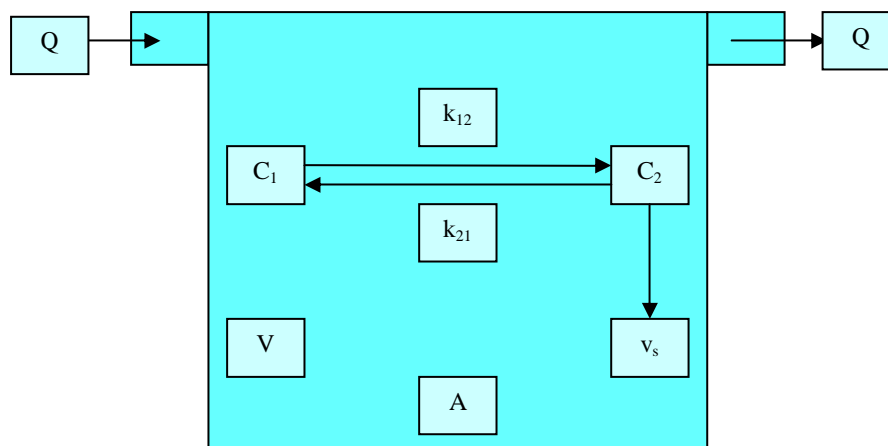 Q
Q
k₁₂
C₁
C₂
k₂₁
V
vₛ
A